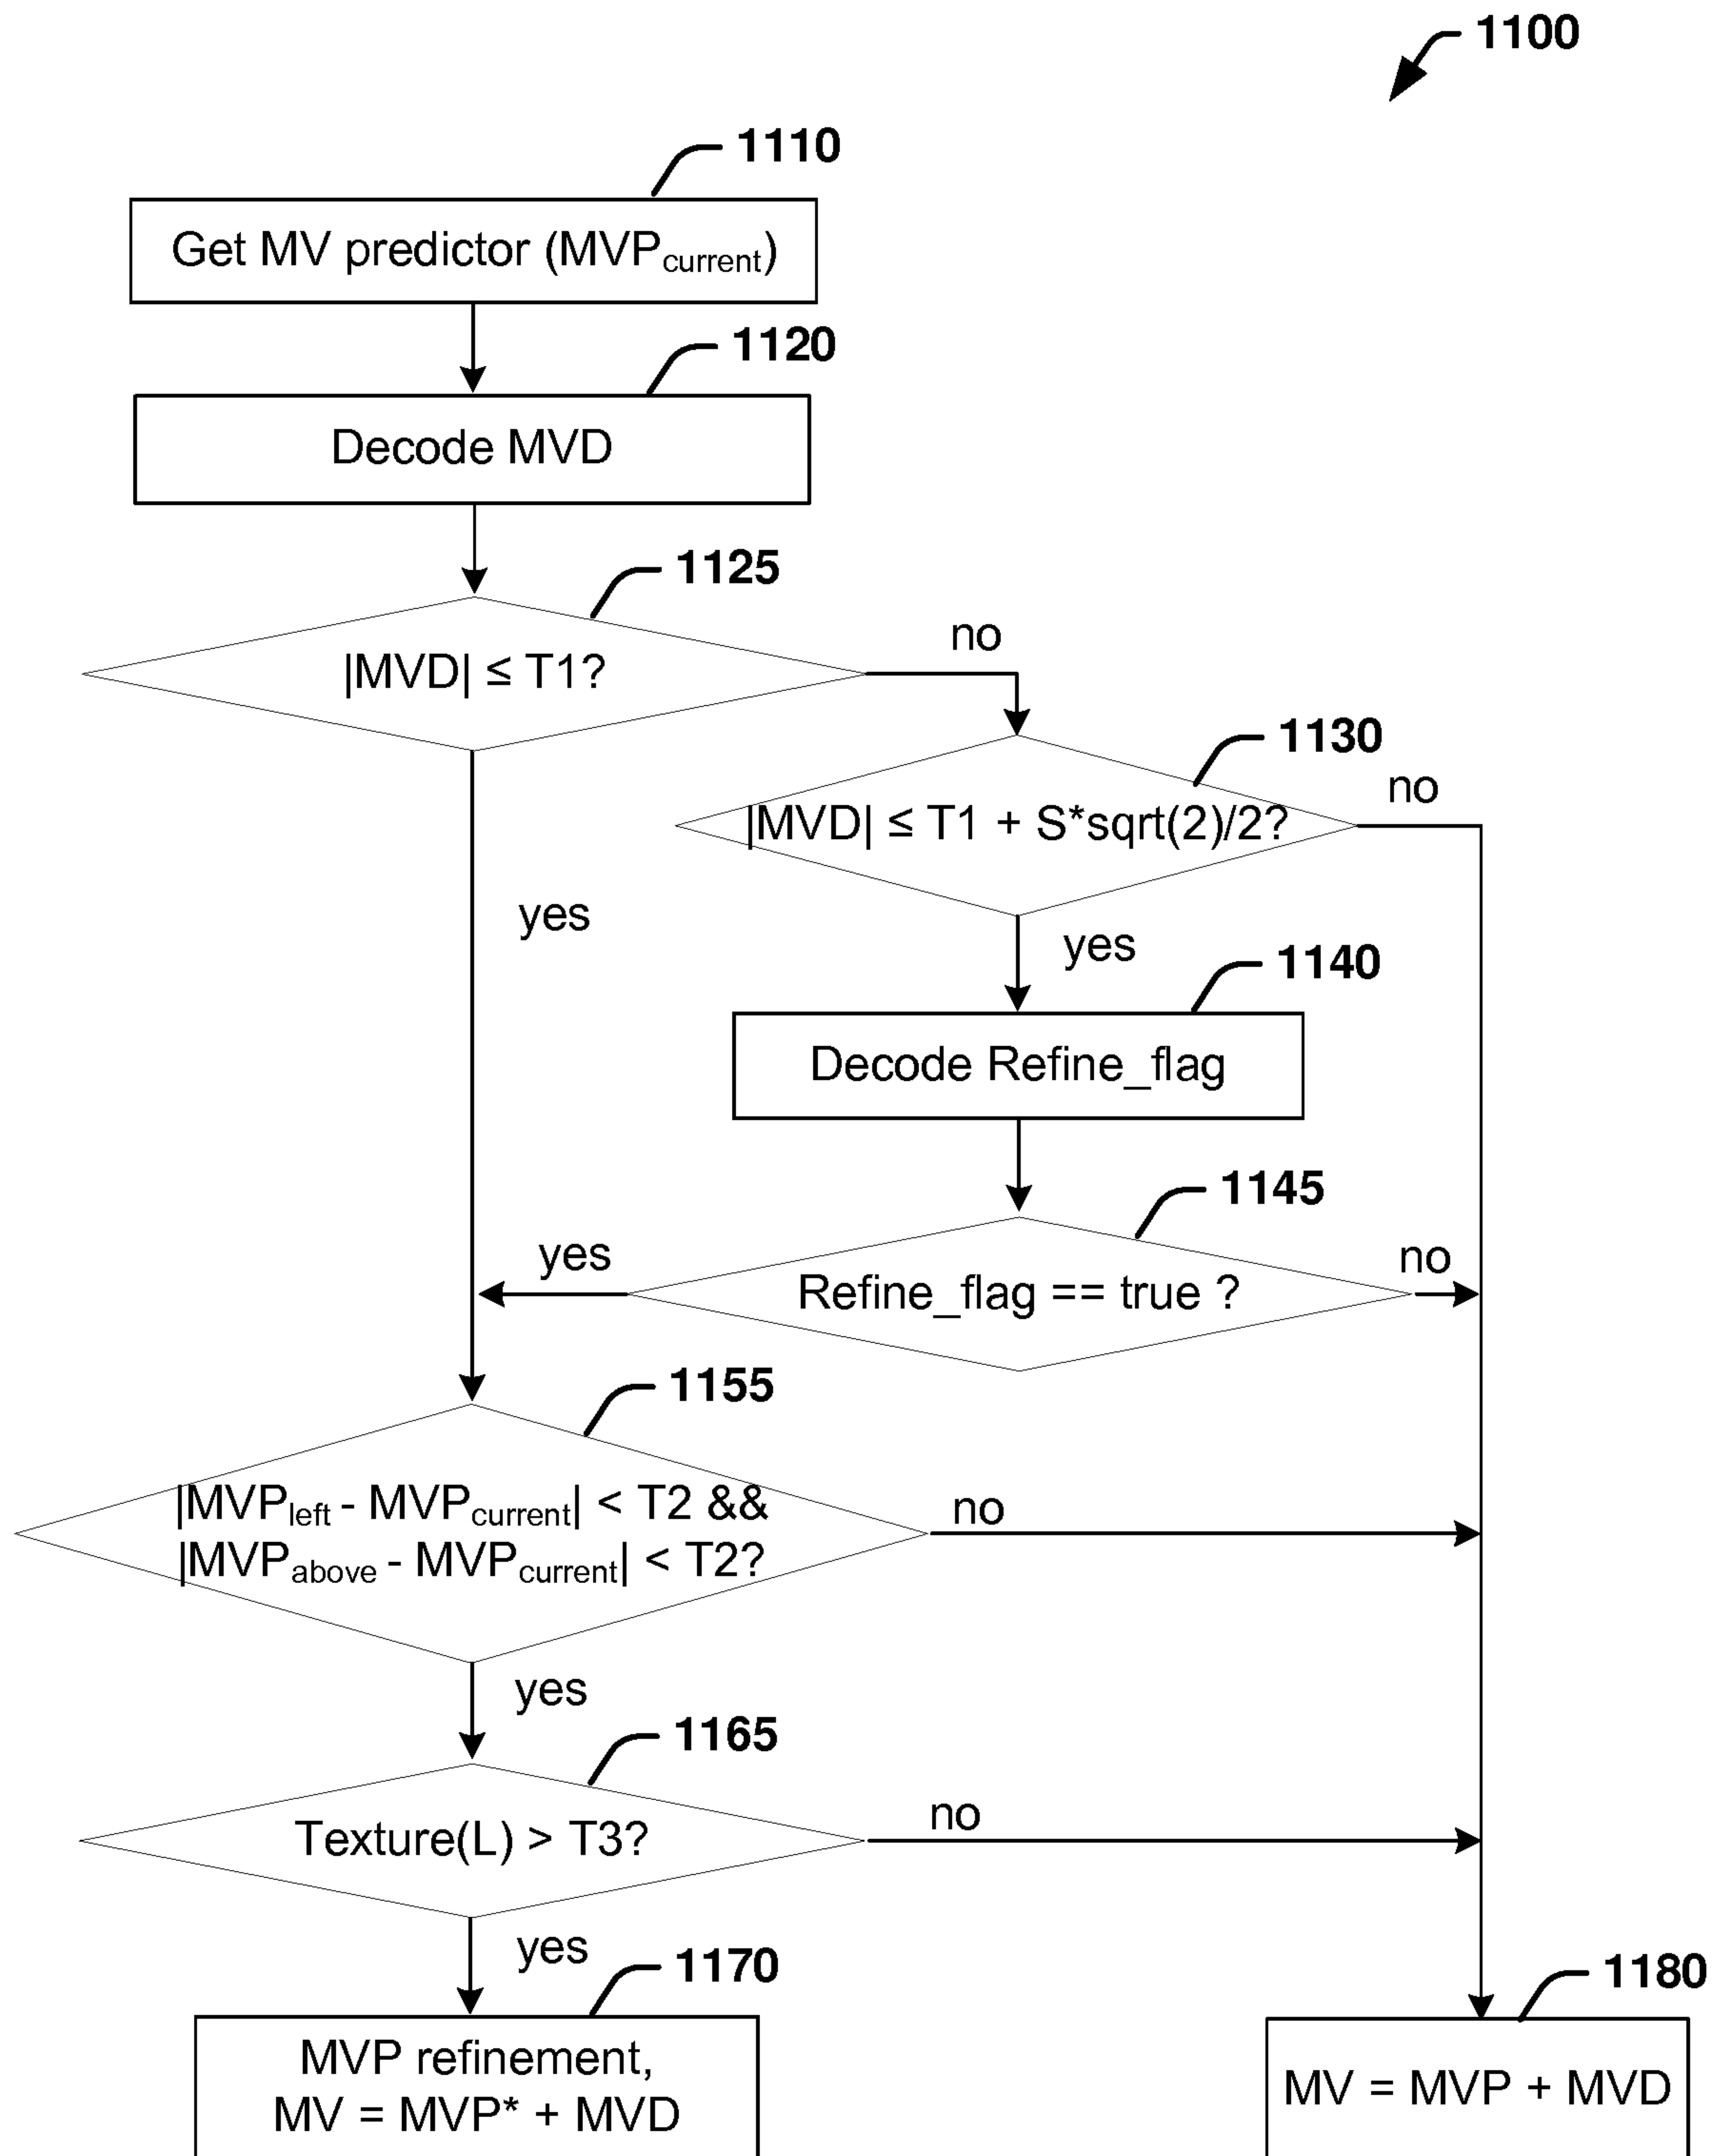 1100
1110
Get MV predictor (MVPcurrent)
1120
Decode MVD
1125
|MVD| ≤ T1?
no
1130
|MVD| ≤ T1 + S*sqrt(2)/2?
no
yes
yes
1140
Decode Refine_flag
1145
yes
Refine_flag == true ?
no
1155
|MVPleft - MVPcurrent| < T2 &&
|MVPabove - MVPcurrent| < T2?
no
yes
1165
Texture(L) > T3?
no
yes
1170
MVP refinement,
MV = MVP* + MVD
1180
MV = MVP + MVD